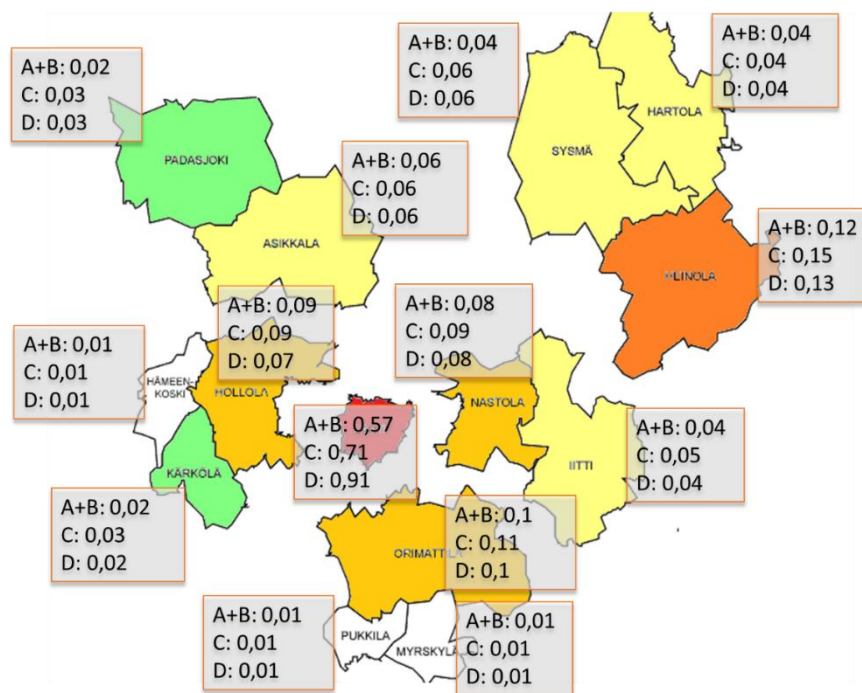 A+B: 0,02
C: 0,03
D: 0,03
PADASJOKI
A+B: 0,04
C: 0,06
D: 0,06
SYSMÄ
A+B: 0,04
C: 0,04
D: 0,04
HARTOLA
A+B: 0,06
C: 0,06
D: 0,06
ASIKKALA
A+B: 0,12
C: 0,15
D: 0,13
HEINOLA
A+B: 0,09
C: 0,09
D: 0,07
HOLLOLA
A+B: 0,08
C: 0,09
D: 0,08
NASTOLA
A+B: 0,01
C: 0,01
D: 0,01
HÄMEEN-
KOSKI
A+B: 0,57
C: 0,71
D: 0,91
A+B: 0,04
C: 0,05
D: 0,04
IITTI
KÄRKÖLÄ
A+B: 0,02
C: 0,03
D: 0,02
A+B: 0,1
C: 0,11
D: 0,1
ORIMATTILA
A+B: 0,01
C: 0,01
D: 0,01
PUKKILA
A+B: 0,01
C: 0,01
D: 0,01
MYRSKYLÄ